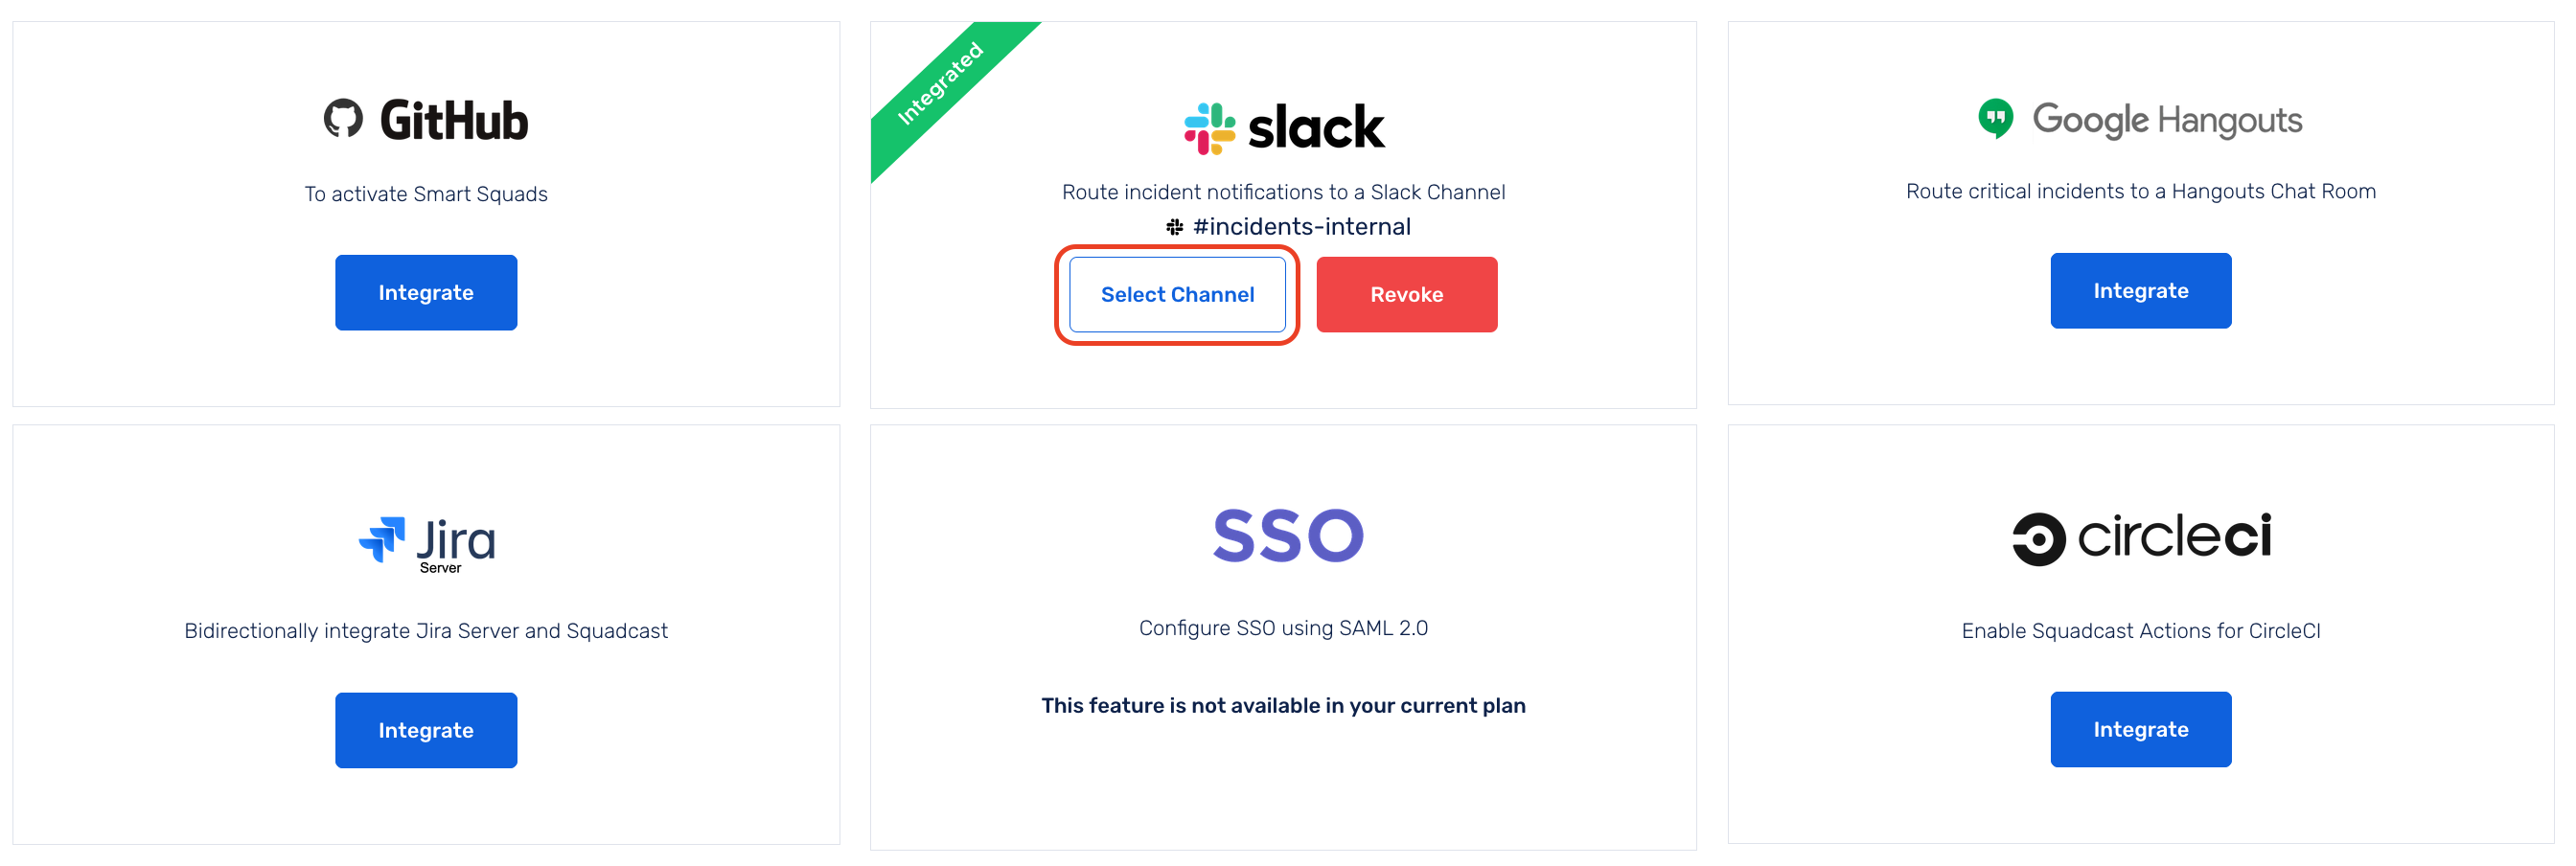 GitHub
To activate Smart Squads
Integrate
Integrated
slack
Route incident notifications to a Slack Channel
#incidents-internal
Select Channel
Revoke
Google Hangouts
Route critical incidents to a Hangouts Chat Room
Integrate
Jira
Server
Bidirectionally integrate Jira Server and Squadcast
Integrate
SSO
Configure SSO using SAML 2.0
This feature is not available in your current plan
circleci
Enable Squadcast Actions for CircleCI
Integrate